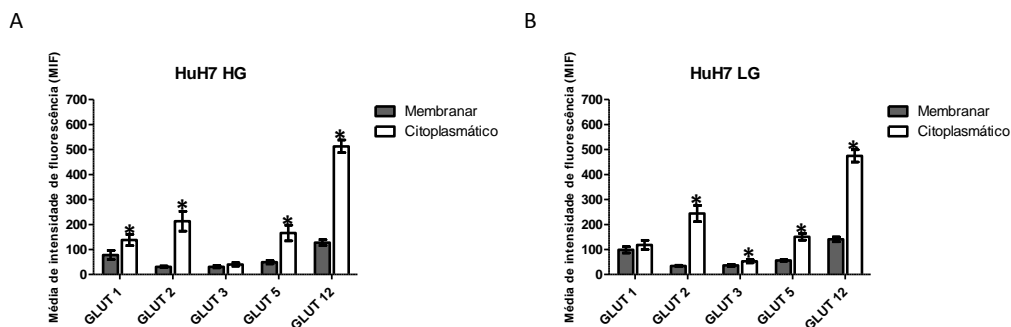 A
HuH7 HG
Média de intensidade de fluorescência (MIF)
700
600
500
400
300
200
100
0
*
*
*
*
GLUT 1
GLUT 2
GLUT 3
GLUT 5
GLUT 12
Membranar
Citoplasmático
B
HuH7 LG
Média de intensidade de fluorescência (MIF)
700
600
500
400
300
200
100
0
*
*
*
*
GLUT 1
GLUT 2
GLUT 3
GLUT 5
GLUT 12
Membranar
Citoplasmático